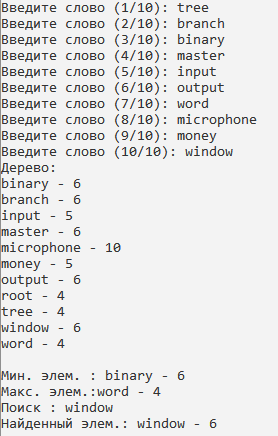 Введите слово (1/10): tree
Введите слово (2/10): branch
Введите слово (3/10): binary
Введите слово (4/10): master
Введите слово (5/10): input
Введите слово (6/10): output
Введите слово (7/10): word
Введите слово (8/10): microphone
Введите слово (9/10): money
Введите слово (10/10): window
Дерево:
binary - 6
branch - 6
input - 5
master - 6
microphone - 10
money - 5
output - 6
root - 4
tree - 4
window - 6
word - 4
Мин. элем. : binary - 6
Макс. элем.:word - 4
Поиск : window
Найденный элем.: window - 6